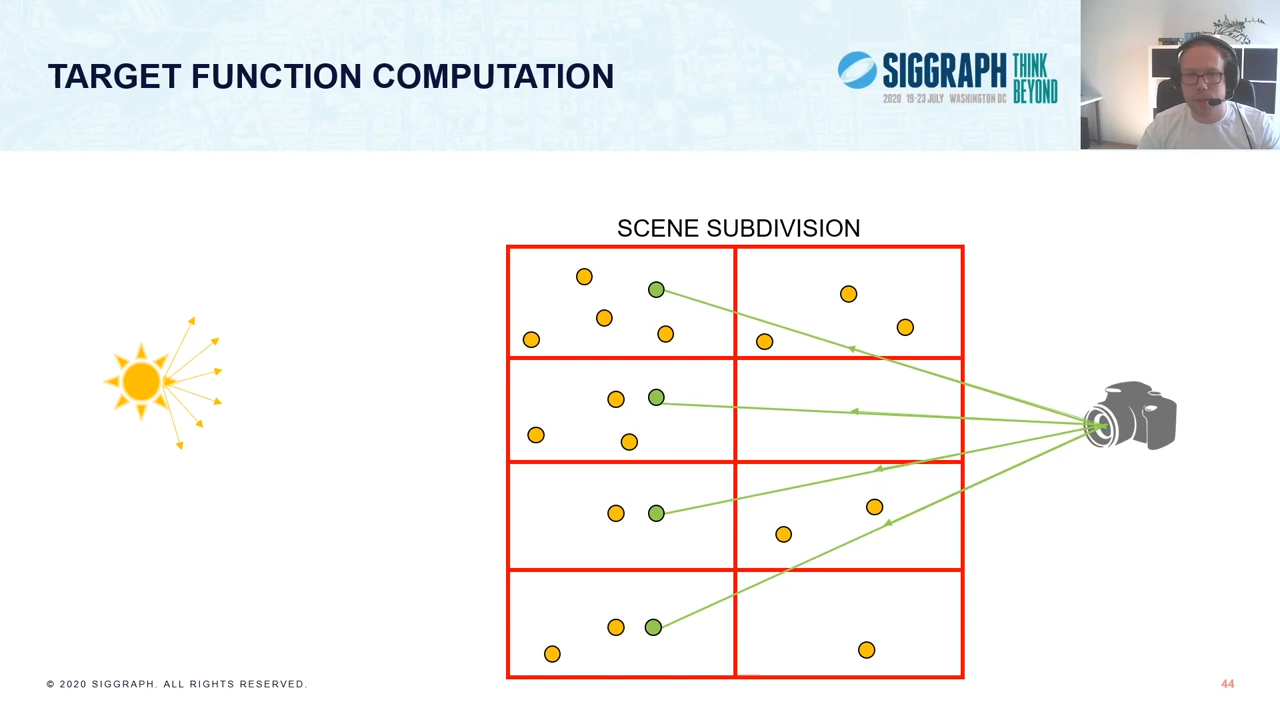 TARGET FUNCTION COMPUTATION
SIGGRAPH THINK BEYOND
2020 19-23 JULY WASHINGTON DC
SCENE SUBDIVISION
© 2020 SIGGRAPH. ALL RIGHTS RESERVED.
44